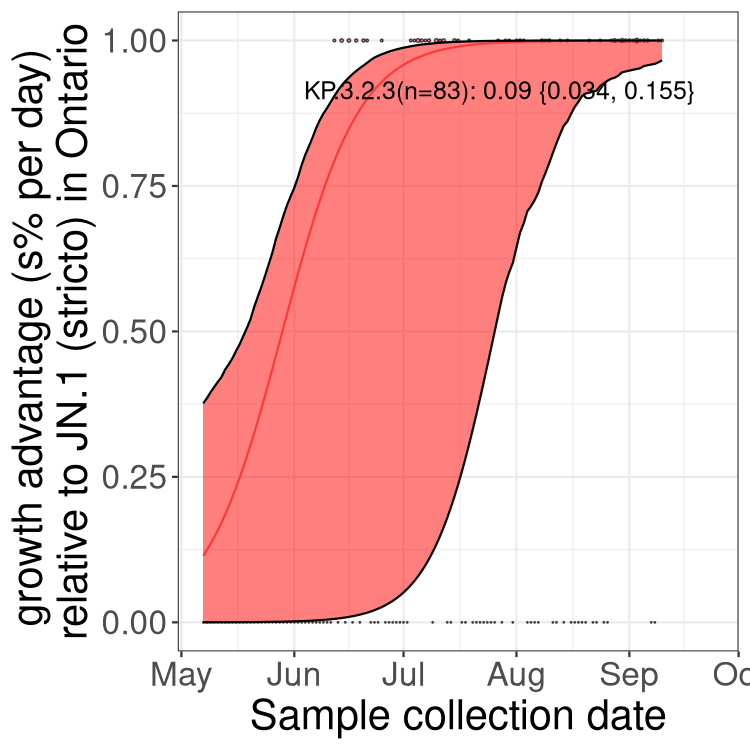 growth advantage (s% per day)
relative to JN.1 (stricto) in Ontario
1.00
0.75
0.50
0.25
0.00
KP.3.2.3(n=83): 0.09 {0.034, 0.155}
May Jun Jul Aug Sep Oc
Sample collection date